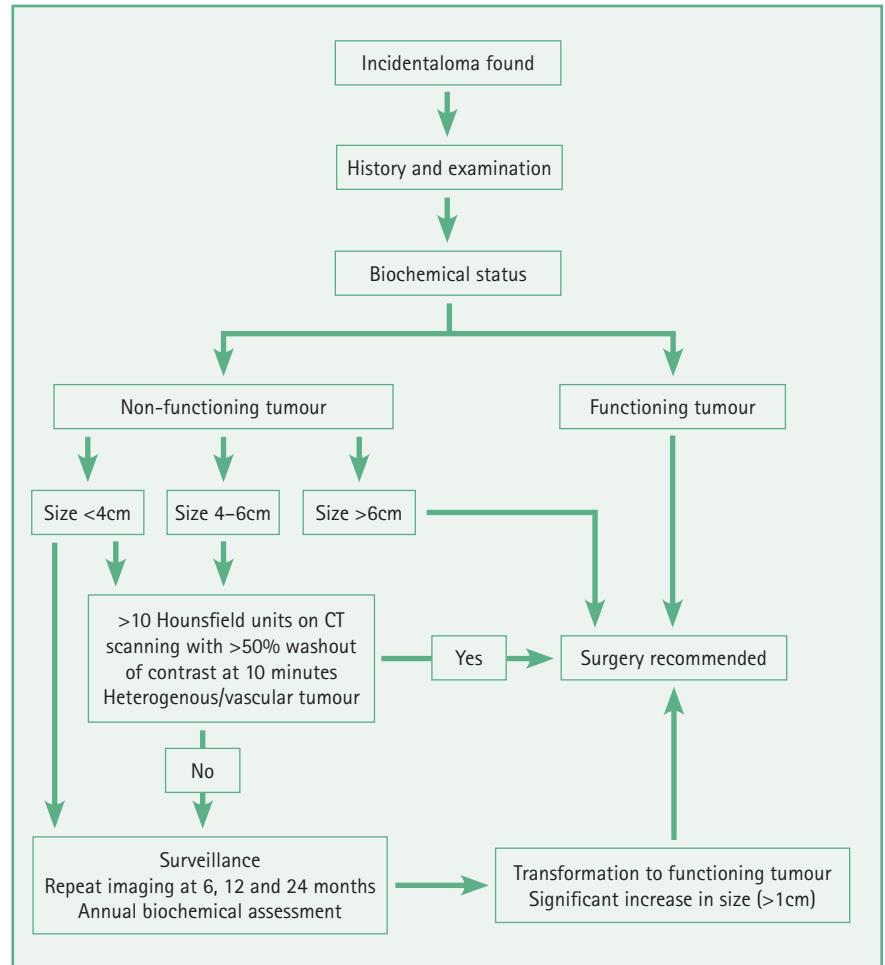 Incidentaloma found
History and examination
Biochemical status
Non-functioning tumour
Functioning tumour
Size <4cm
Size 4–6cm
Size >6cm
>10 Hounsfield units on CT
scanning with >50% washout
of contrast at 10 minutes
Heterogenous/vascular tumour
Yes
Surgery recommended
No
Surveillance
Repeat imaging at 6, 12 and 24 months
Annual biochemical assessment
Transformation to functioning tumour
Significant increase in size (>1cm)